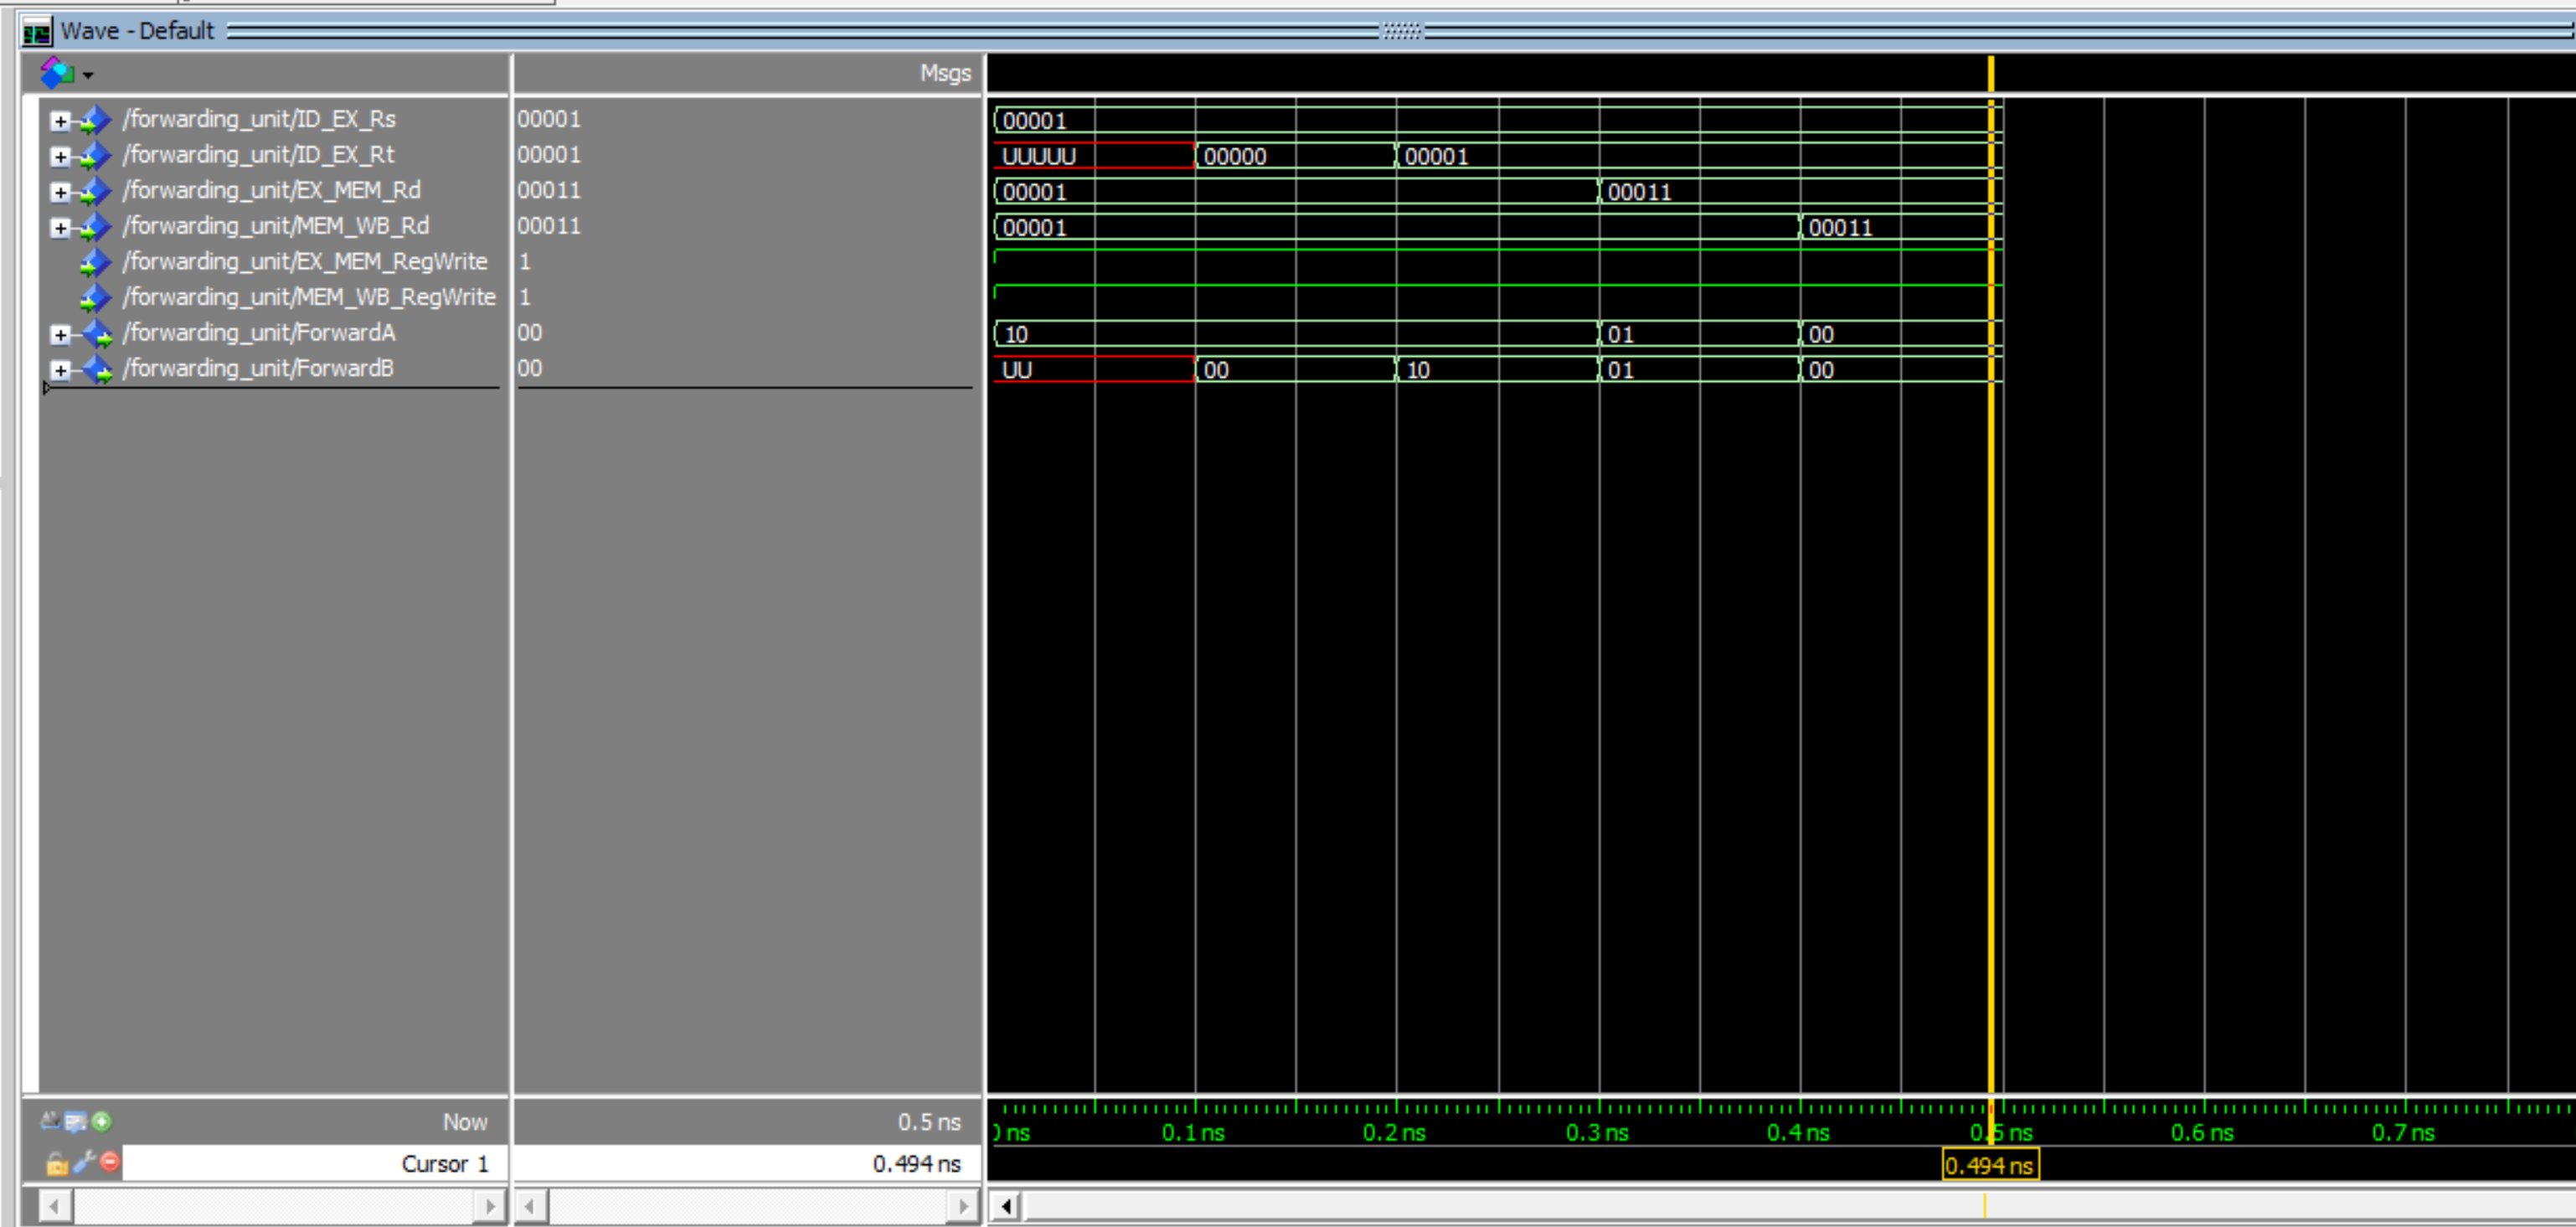 Wave - Default
Msgs
/forwarding_unit/ID_EX_Rs 00001 00001
/forwarding_unit/ID_EX_Rt 00001 UUUUU 00000 00001
/forwarding_unit/EX_MEM_Rd 00011 00001 00011
/forwarding_unit/MEM_WB_Rd 00011 00001 00011
/forwarding_unit/EX_MEM_RegWrite 1
/forwarding_unit/MEM_WB_RegWrite 1
/forwarding_unit/ForwardA 00 10 01 00
/forwarding_unit/ForwardB 00 UU 00 10 01 00
Now 0.5 ns ns 0.1 ns 0.2 ns 0.3 ns 0.4 ns 0.5 ns 0.6 ns 0.7 ns
Cursor 1 0.494 ns 0.494 ns